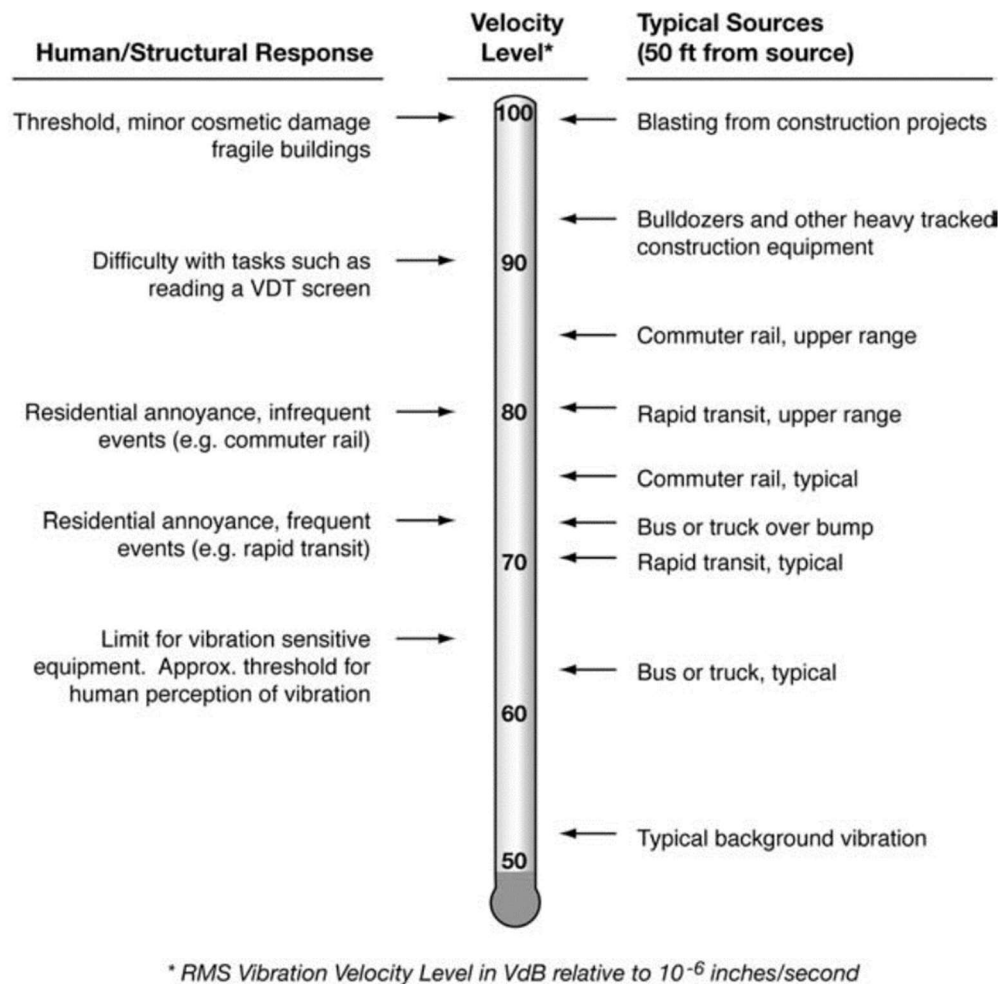 Human/Structural Response
Velocity
Level*
Typical Sources
(50 ft from source)
Threshold, minor cosmetic damage
fragile buildings
100
Blasting from construction projects
Bulldozers and other heavy tracked
construction equipment
Difficulty with tasks such as
reading a VDT screen
90
Commuter rail, upper range
Residential annoyance, infrequent
events (e.g. commuter rail)
80
Rapid transit, upper range
Commuter rail, typical
Residential annoyance, frequent
events (e.g. rapid transit)
Bus or truck over bump
70
Rapid transit, typical
Limit for vibration sensitive
equipment. Approx. threshold for
human perception of vibration
Bus or truck, typical
60
Typical background vibration
50
* RMS Vibration Velocity Level in VdB relative to 10-6 inches/second